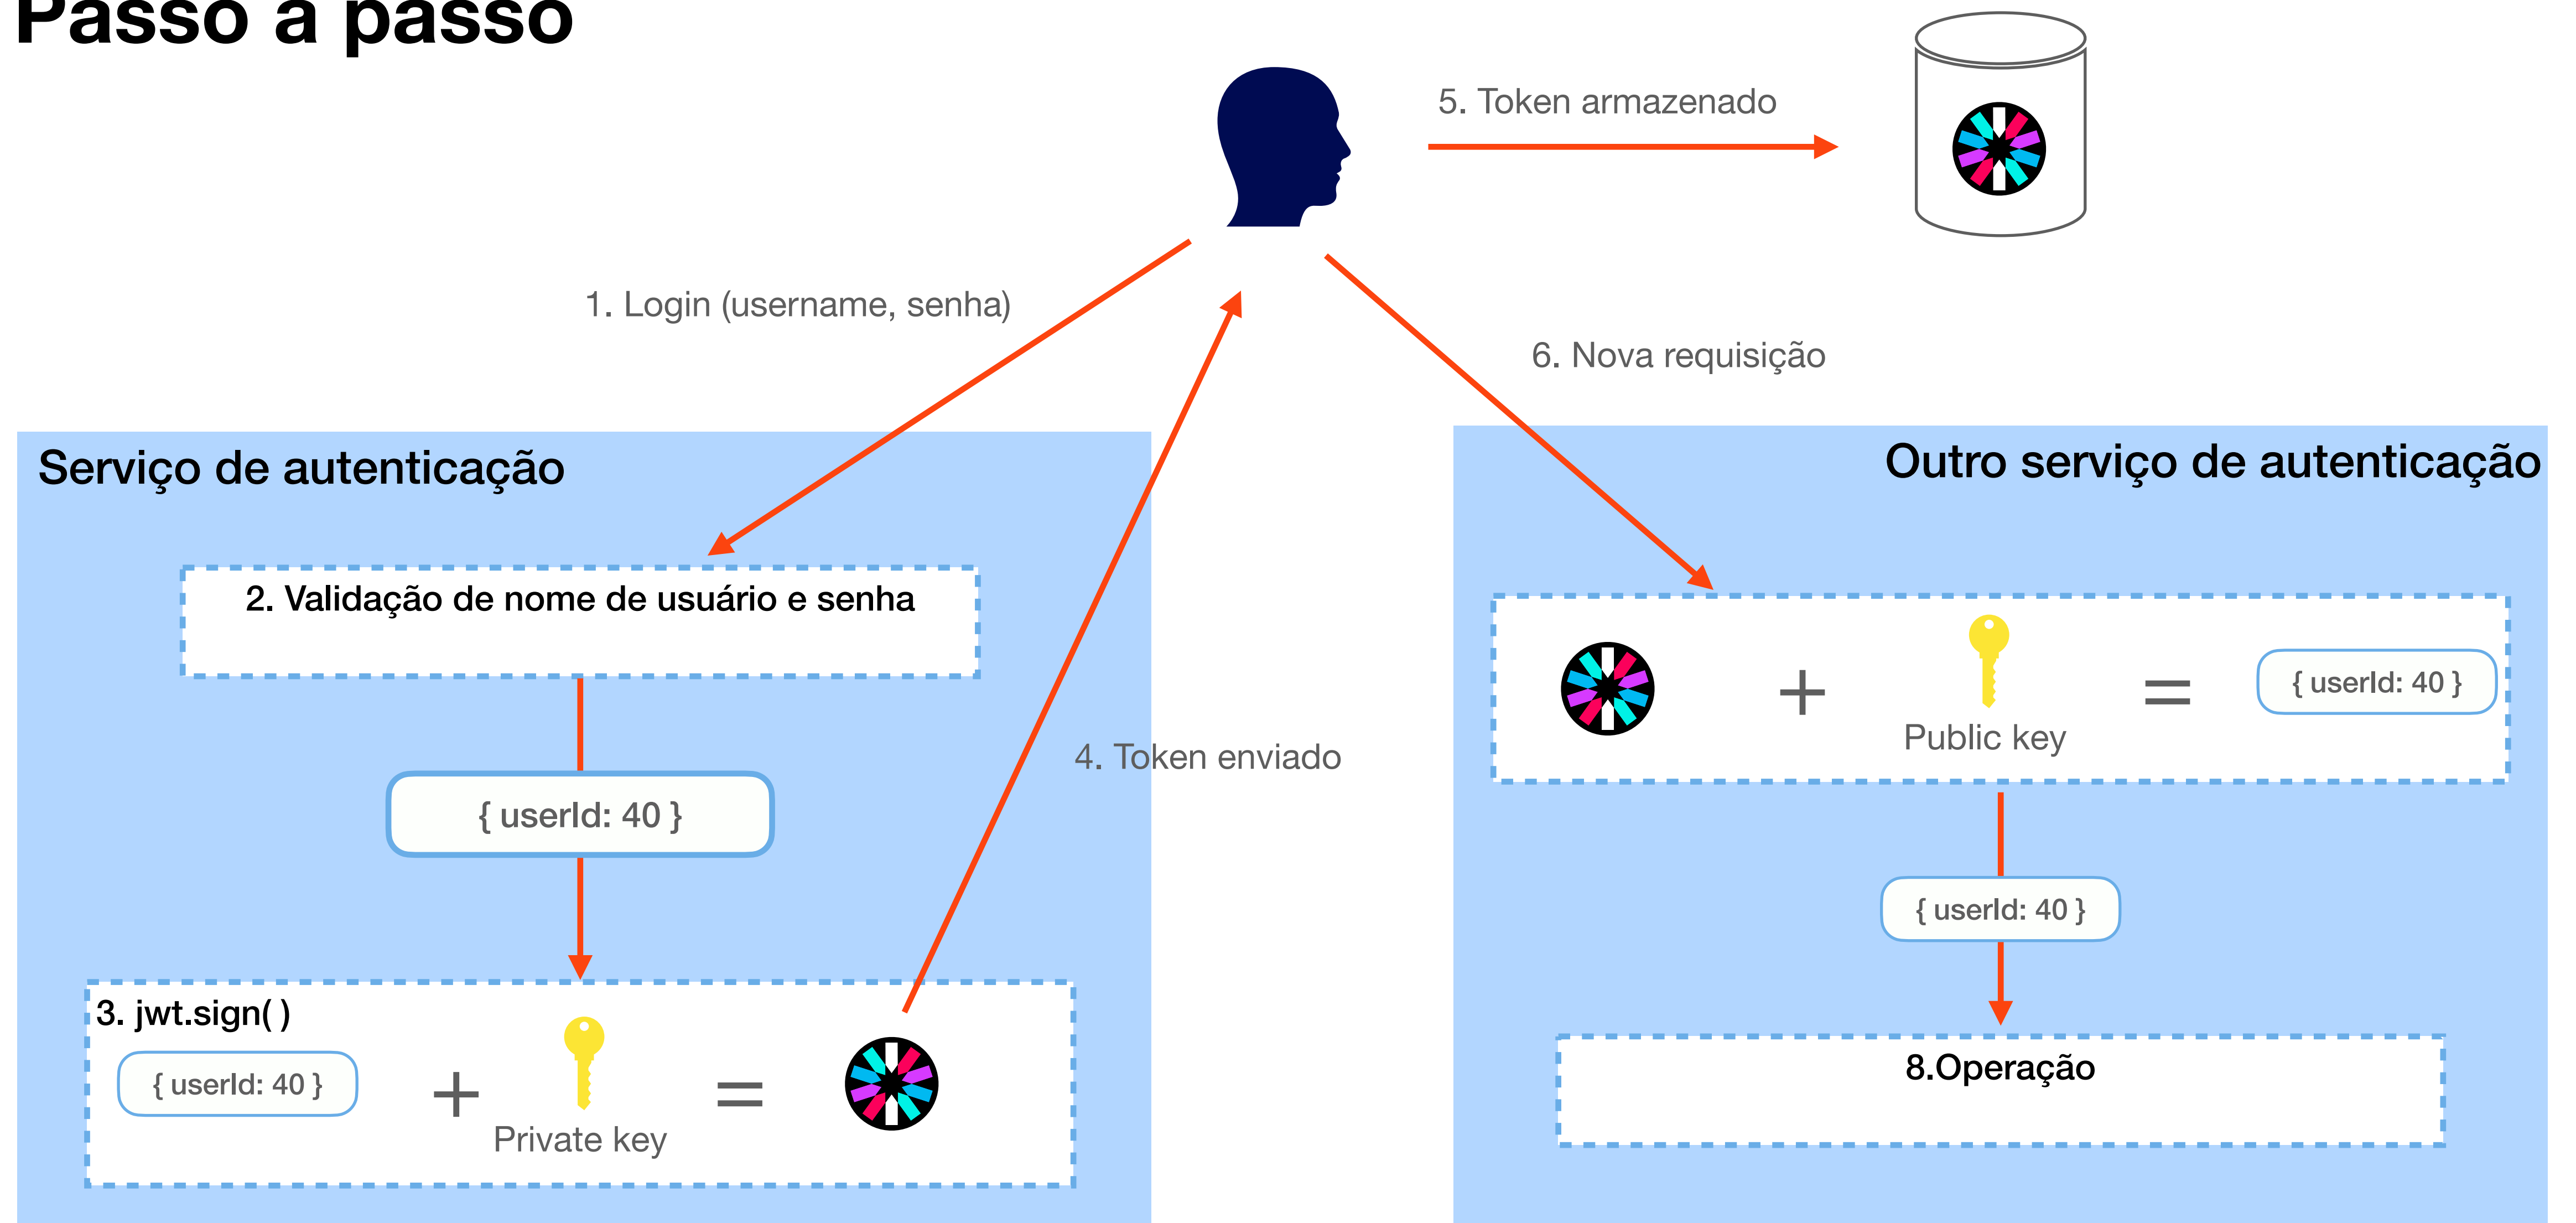 Passo a passo
5. Token armazenado
1. Login (username, senha)
6. Nova requisição
Serviço de autenticação
2. Validação de nome de usuário e senha
{ userId: 40 }
4. Token enviado
3. jwt.sign( )
{ userId: 40 }
+
=
Private key
Outro serviço de autenticação
+
=
{ userId: 40 }
Public key
{ userId: 40 }
8.Operação